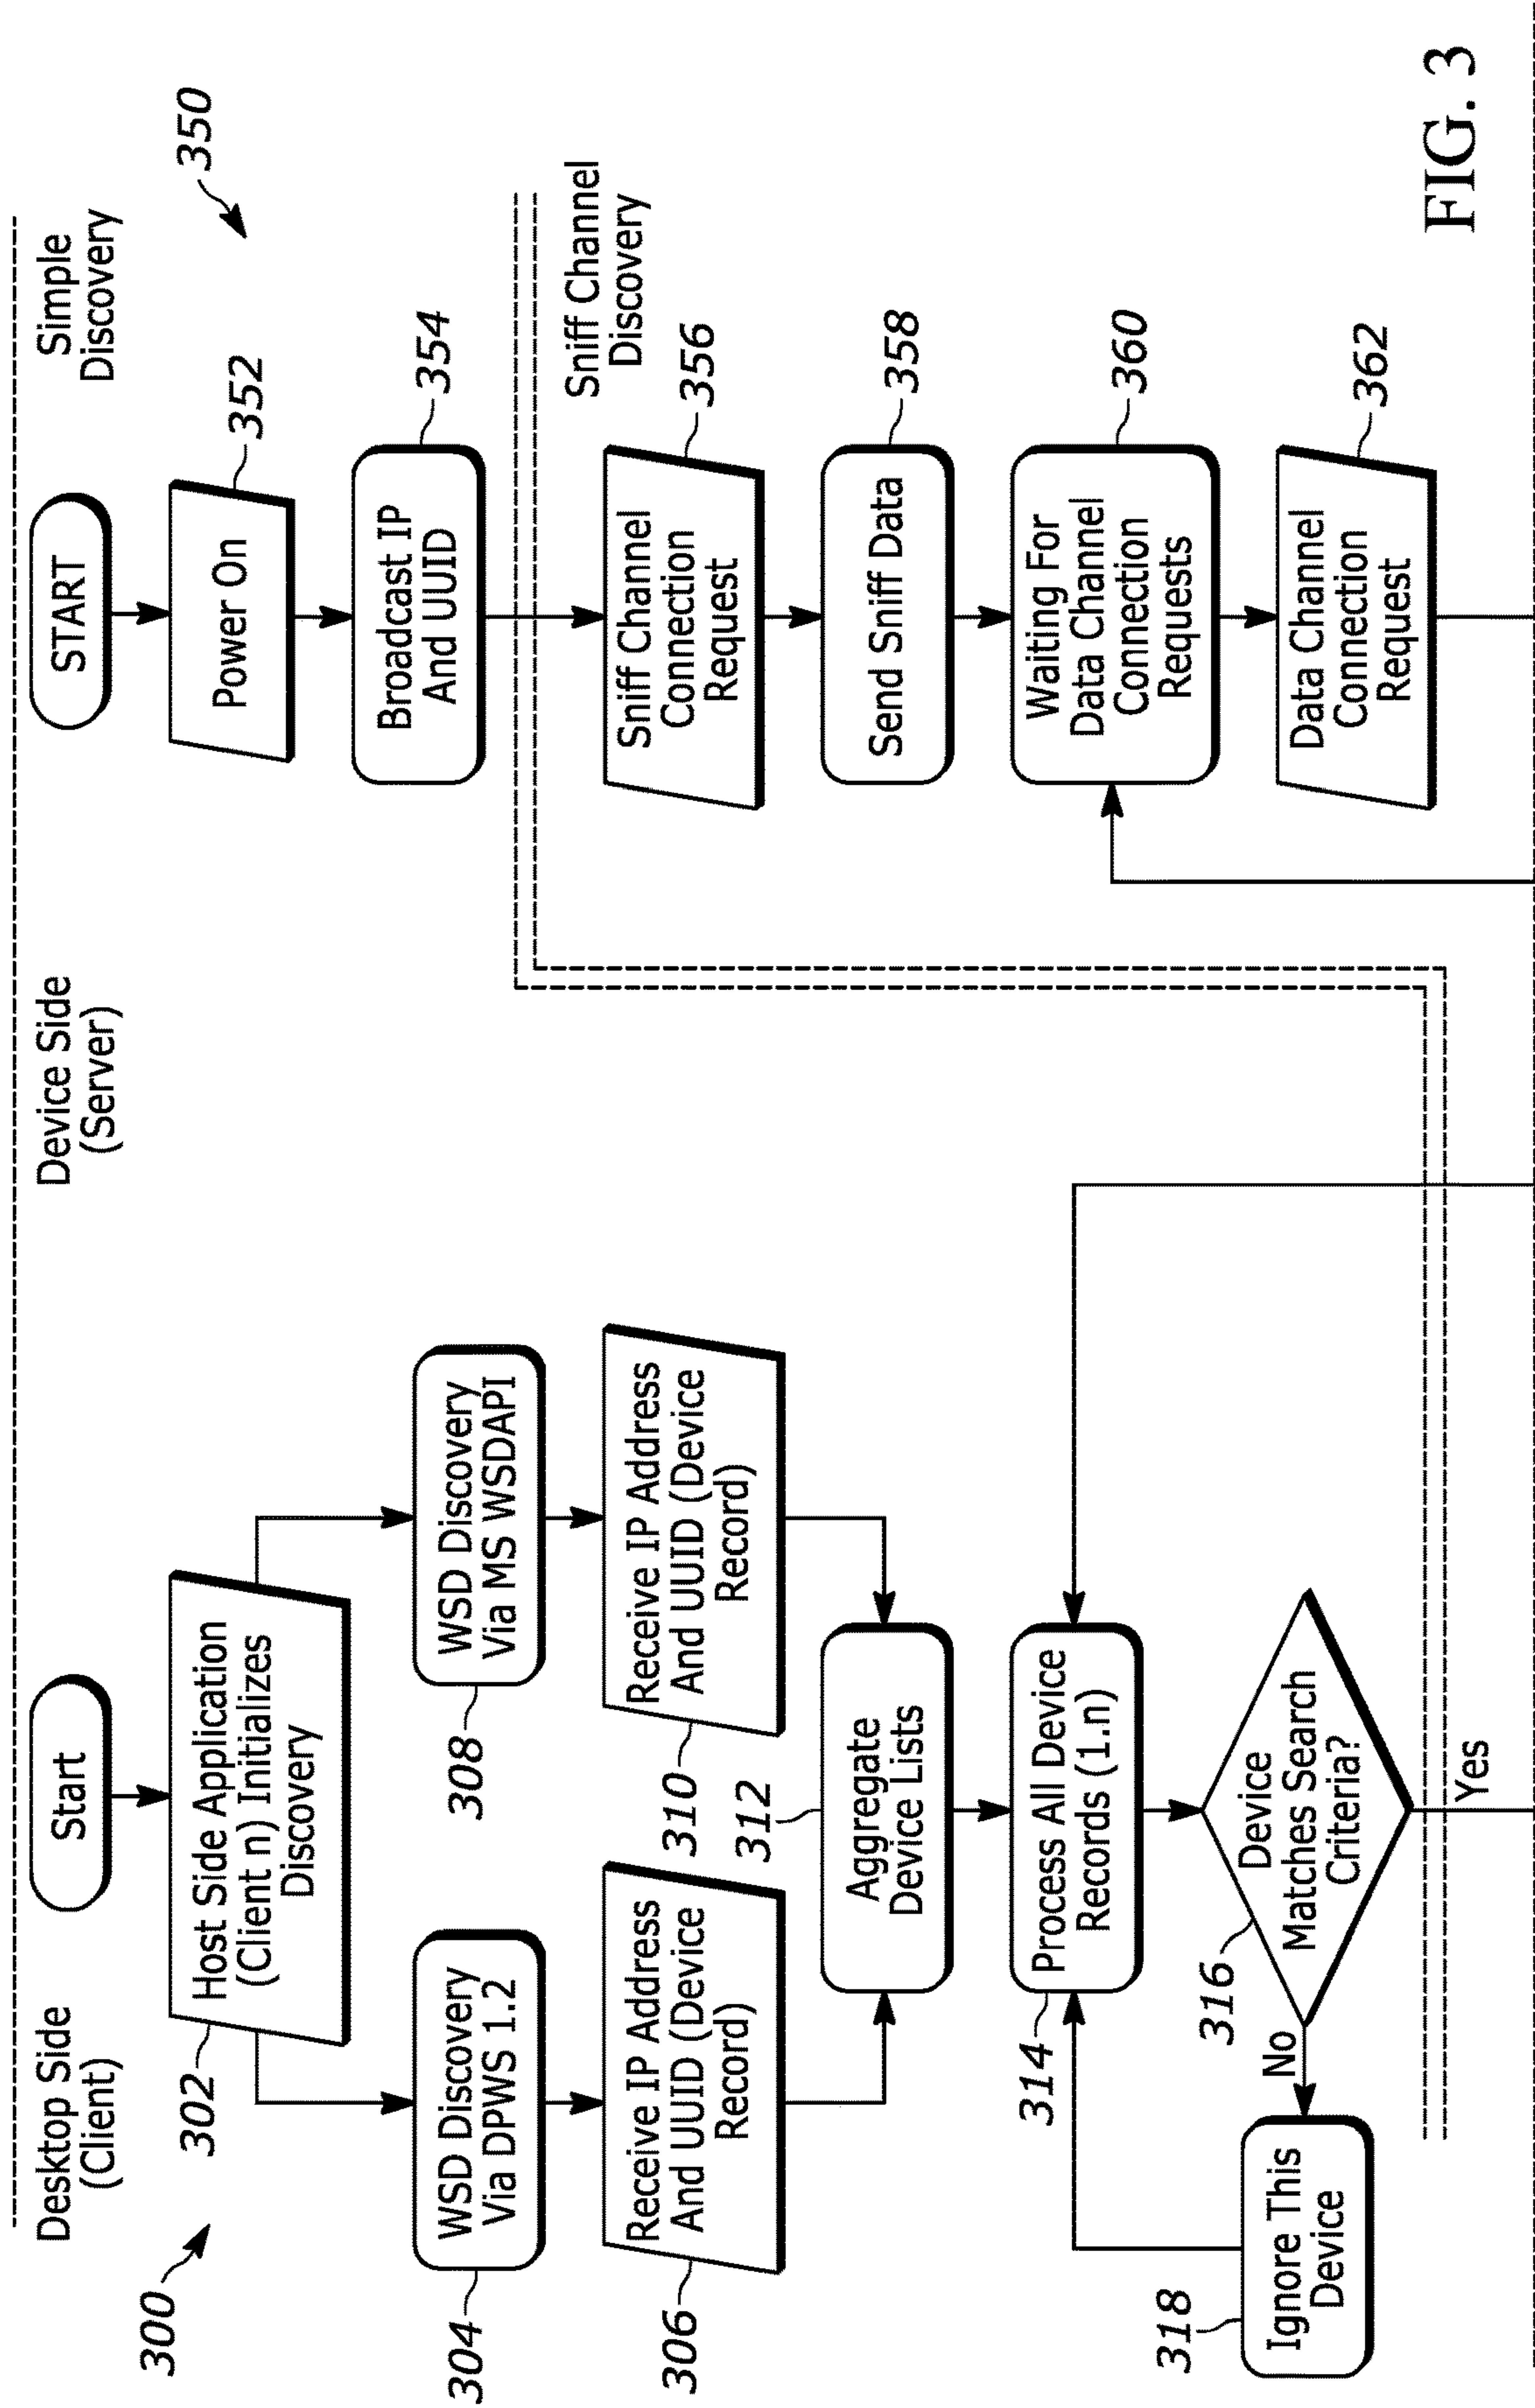 Desktop Side
(Client)
Device Side
(Server)
Simple
Discovery
300
Start
302
Host Side Application
(Client n) Initializes
Discovery
304
WSD Discovery
Via DPWS 1.2
308
WSD Discovery
Via MS WSDAPI
306
Receive IP Address
And UUID (Device
Record)
310
Receive IP Address
And UUID (Device
Record)
312
Aggregate
Device Lists
314
Process All Device
Records (1.n)
316
Device
Matches Search
Criteria?
No
Yes
318
Ignore This
Device
350
START
352
Power On
354
Broadcast IP
And UUID
Sniff Channel
Discovery
356
Sniff Channel
Connection
Request
358
Send Sniff Data
360
Waiting For
Data Channel
Connection
Requests
362
Data Channel
Connection
Request
FIG. 3